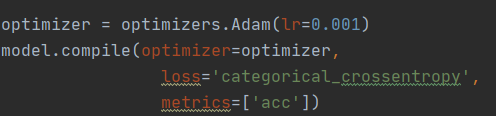 optimizer = optimizers.Adam(lr=0.001)
model.compile(optimizer=optimizer,
loss='categorical_crossentropy',
metrics=['acc'])